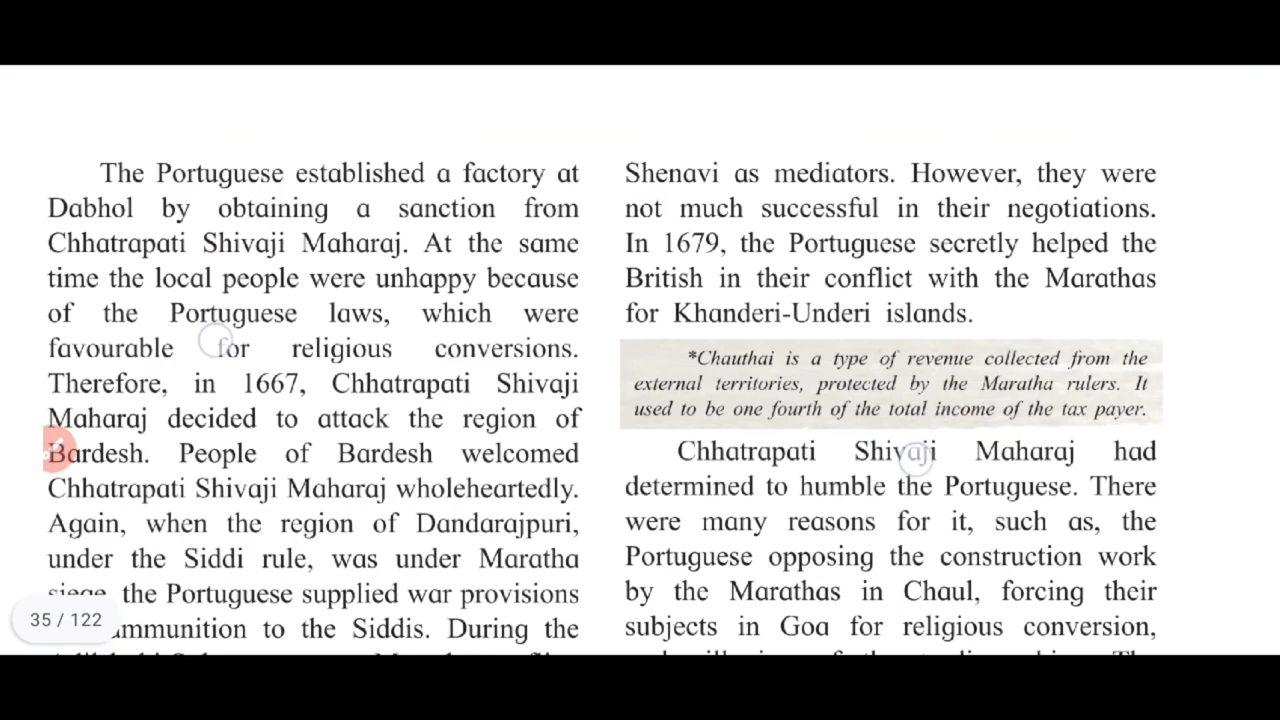 The Portuguese established a factory at
Dabhol by obtaining a sanction from
Chhatrapati Shivaji Maharaj. At the same
time the local people were unhappy because
of the Portuguese laws, which were
favourable for religious conversions.
Therefore, in 1667, Chhatrapati Shivaji
Maharaj decided to attack the region of
Bardesh. People of Bardesh welcomed
Chhatrapati Shivaji Maharaj wholeheartedly.
Again, when the region of Dandarajpuri,
under the Siddi rule, was under Maratha
siege, the Portuguese supplied war provisions
ammunition to the Siddis. During the
Shenavi as mediators. However, they were
not much successful in their negotiations.
In 1679, the Portuguese secretly helped the
British in their conflict with the Marathas
for Khanderi-Underi islands.
*Chauthai is a type of revenue collected from the
external territories, protected by the Maratha rulers. It
used to be one fourth of the total income of the tax payer.
Chhatrapati Shivaji Maharaj had
determined to humble the Portuguese. There
were many reasons for it, such as, the
Portuguese opposing the construction work
by the Marathas in Chaul, forcing their
subjects in Goa for religious conversion,
35 / 122